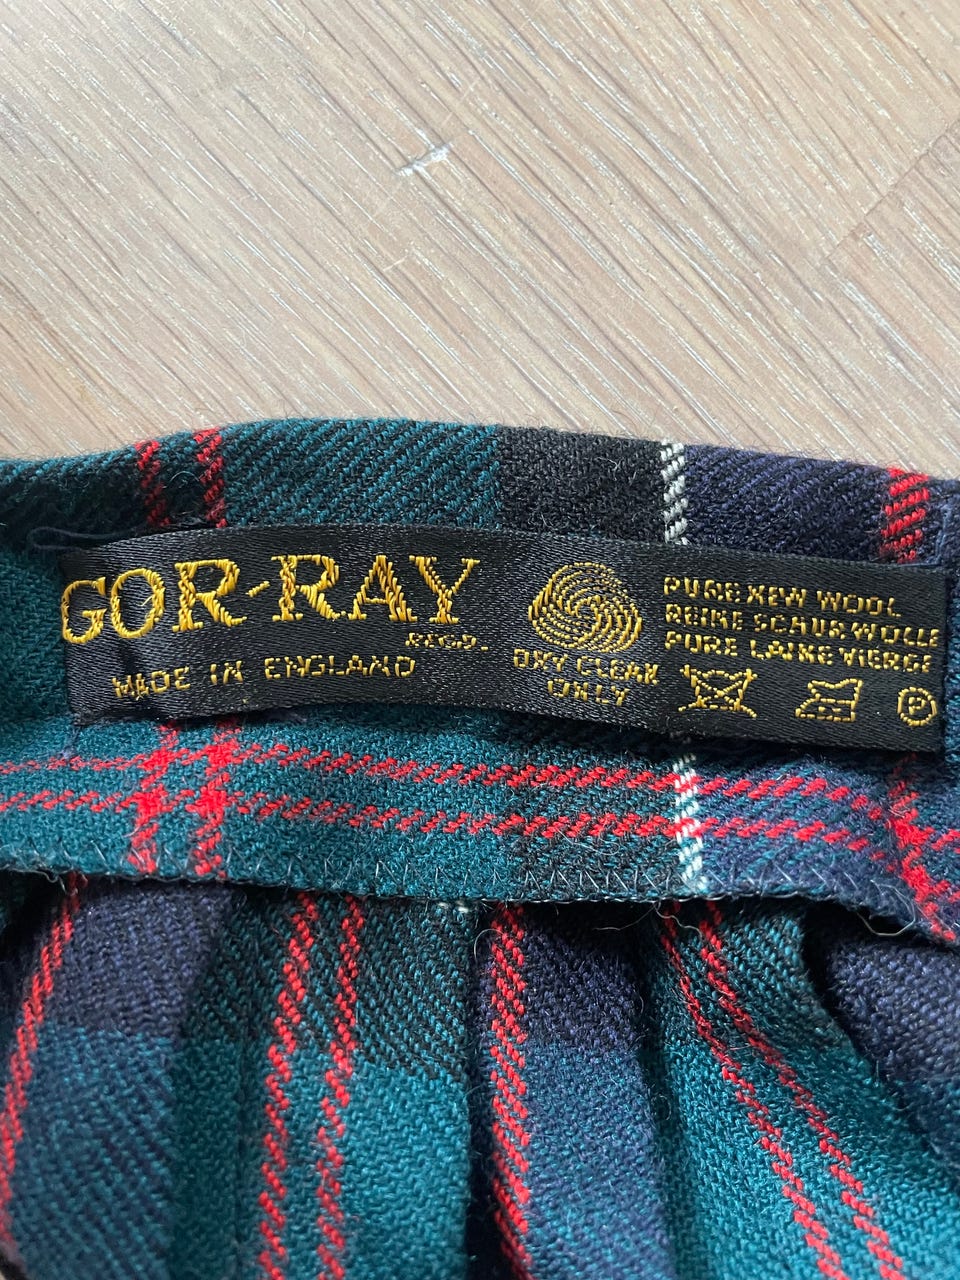 GOR-RAY
REGD.
MADE IN ENGLAND
DRY CLEAN
ONLY
PURE NEW WOOL
REINE SCHURWOLLE
PURE LAINE VIERGE
P